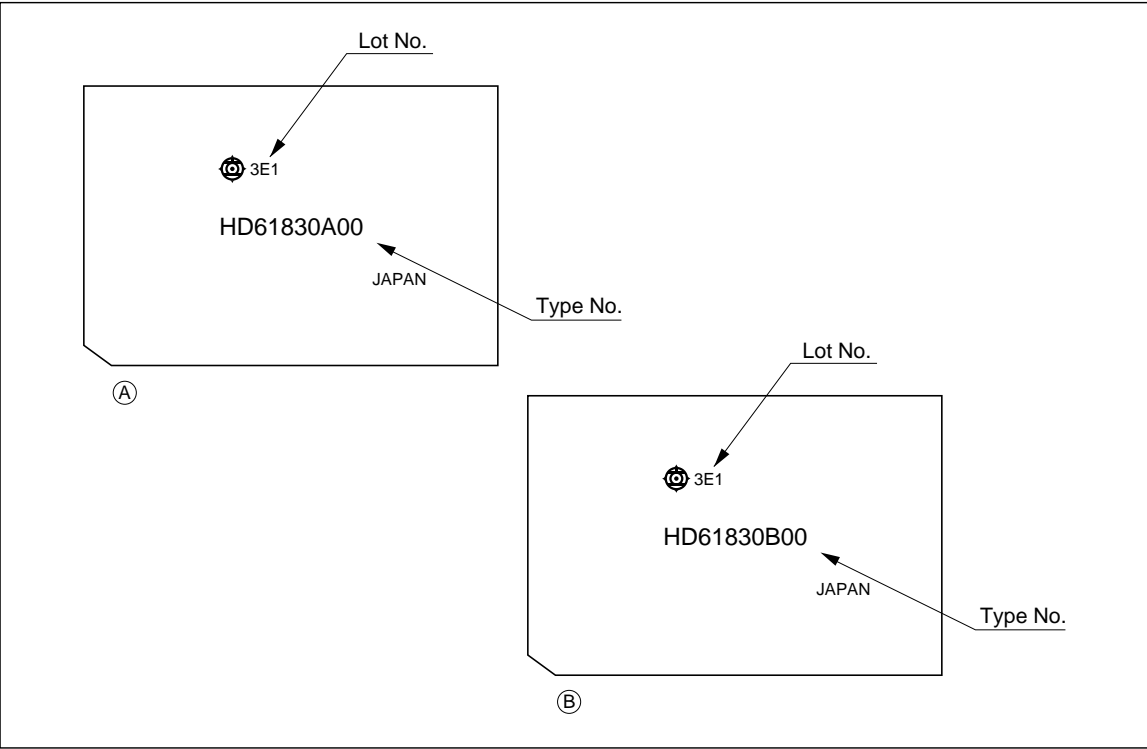 Lot No.
3E1
HD61830A00
JAPAN
Type No.
A
Lot No.
3E1
HD61830B00
JAPAN
Type No.
B